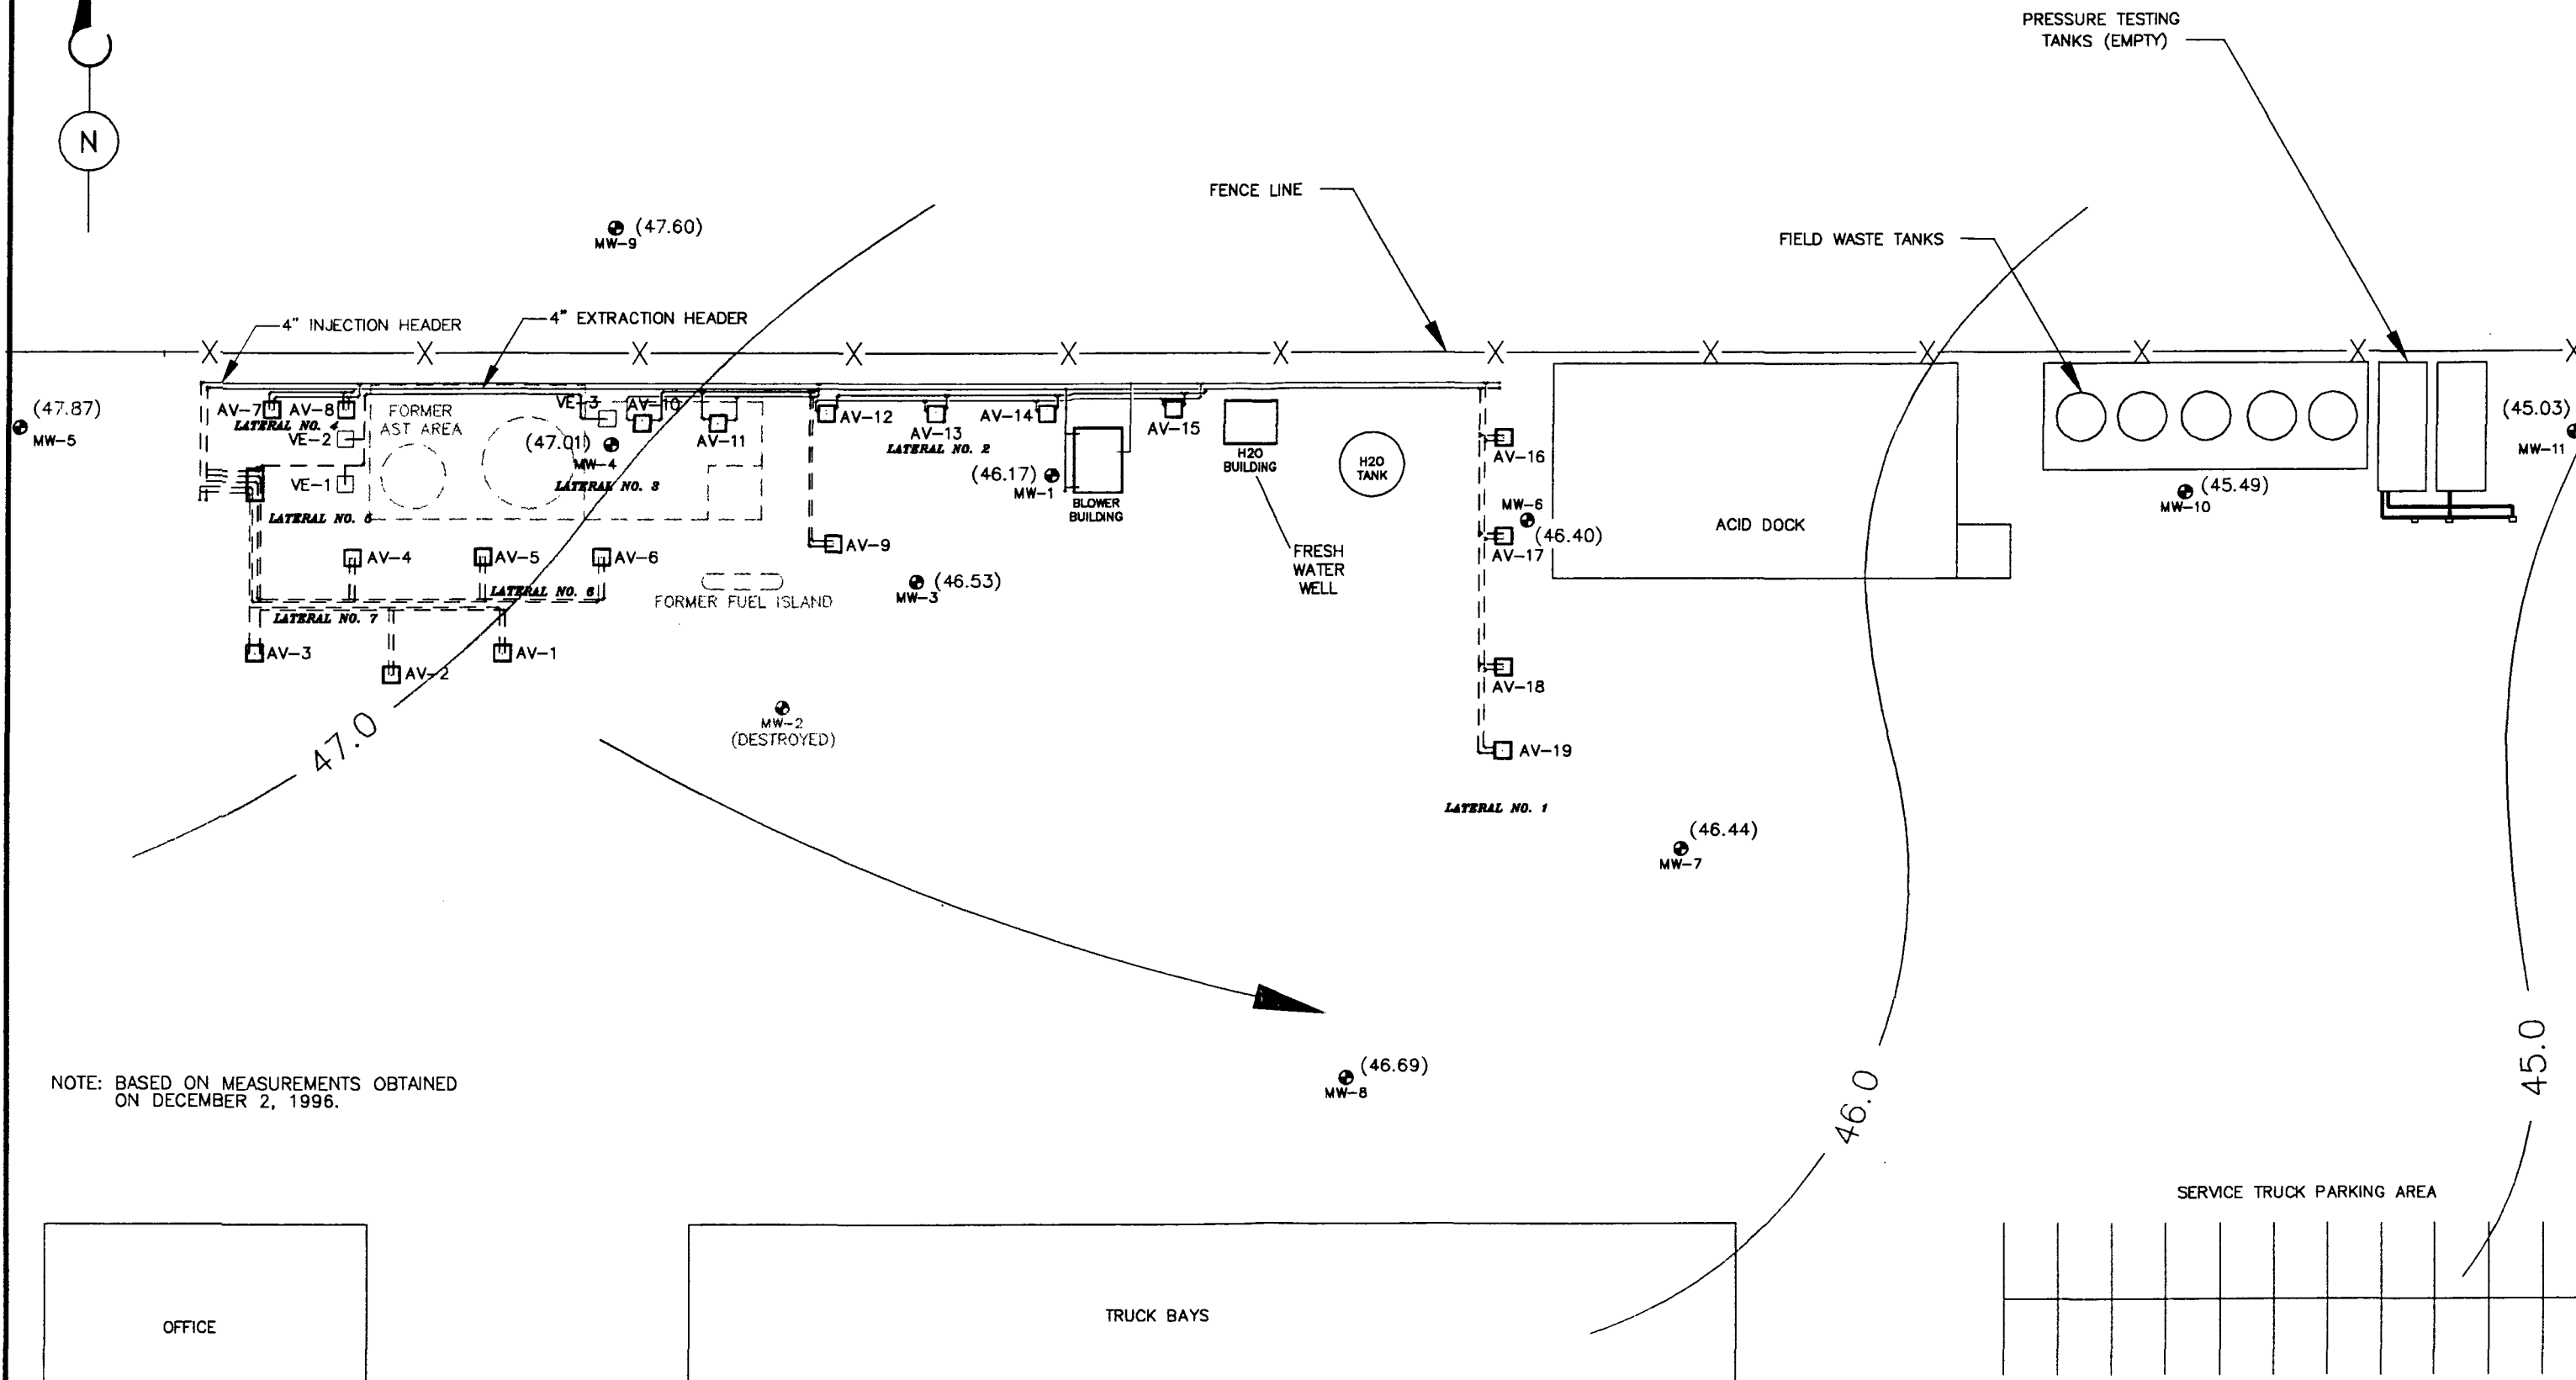 PRESSURE TESTING
TANKS (EMPTY)
N
FENCE LINE
(47.60)
MW-9
FIELD WASTE TANKS
4" INJECTION HEADER
4" EXTRACTION HEADER
X X X X X X X X X X X X
(47.87)
MW-5
AV-7
AV-8
LATERAL NO. 4
VE-2
VE-1
FORMER
AST AREA
VE-3
AV-10
(47.01)
MW-4
AV-11
LATERAL NO. 3
AV-12
AV-13
LATERAL NO. 2
AV-14
AV-15
(46.17)
MW-1
BLOWER
BUILDING
H2O
BUILDING
H2O
TANK
FRESH
WATER
WELL
AV-16
MW-6
(46.40)
AV-17
ACID DOCK
(45.49)
MW-10
(45.03)
MW-11
AV-4
AV-5
AV-6
LATERAL NO. 6
LATERAL NO. 7
AV-9
FORMER FUEL ISLAND
(46.53)
MW-3
AV-3
AV-2
AV-1
AV-18
MW-2
(DESTROYED)
47.0
AV-19
LATERAL NO. 1
(46.44)
MW-7
(46.69)
MW-8
46.0
45.0
NOTE: BASED ON MEASUREMENTS OBTAINED
ON DECEMBER 2, 1996.
SERVICE TRUCK PARKING AREA
OFFICE
TRUCK BAYS